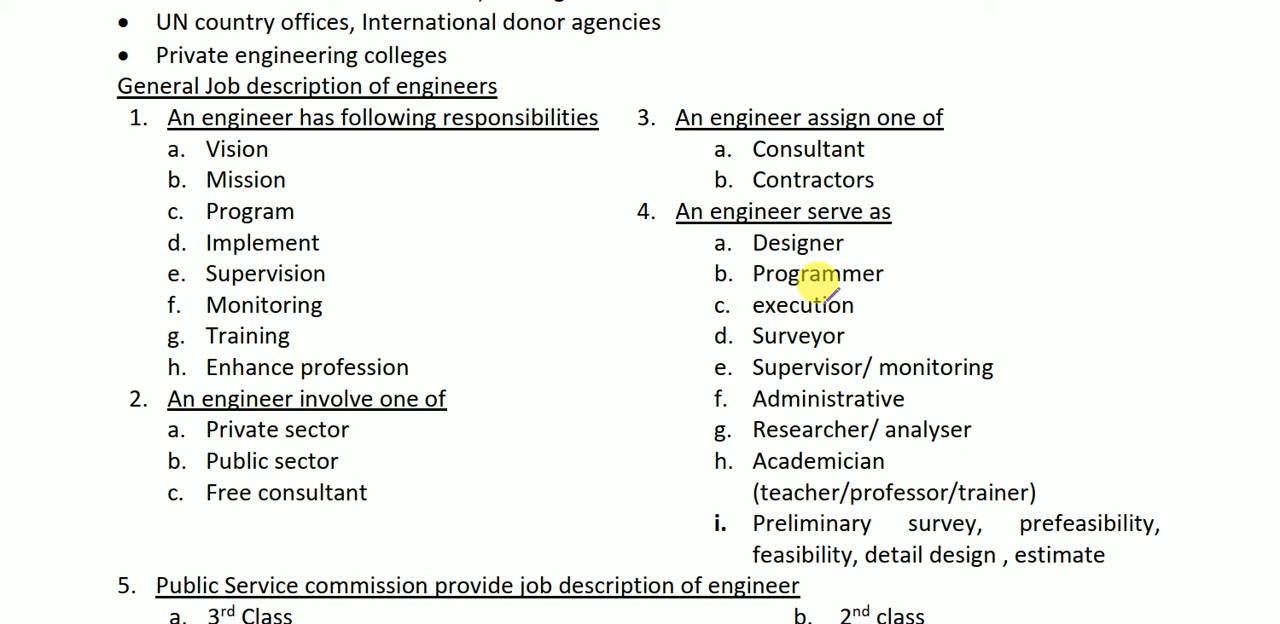 • UN country offices, International donor agencies
• Private engineering colleges
General Job description of engineers
1. An engineer has following responsibilities
a. Vision
b. Mission
c. Program
d. Implement
e. Supervision
f. Monitoring
g. Training
h. Enhance profession
2. An engineer involve one of
a. Private sector
b. Public sector
c. Free consultant
3. An engineer assign one of
a. Consultant
b. Contractors
4. An engineer serve as
a. Designer
b. Programmer
c. execution
d. Surveyor
e. Supervisor/ monitoring
f. Administrative
g. Researcher/ analyser
h. Academician
(teacher/professor/trainer)
i. Preliminary survey, prefeasibility,
feasibility, detail design , estimate
5. Public Service commission provide job description of engineer
a. 3rd Class
b. 2nd class